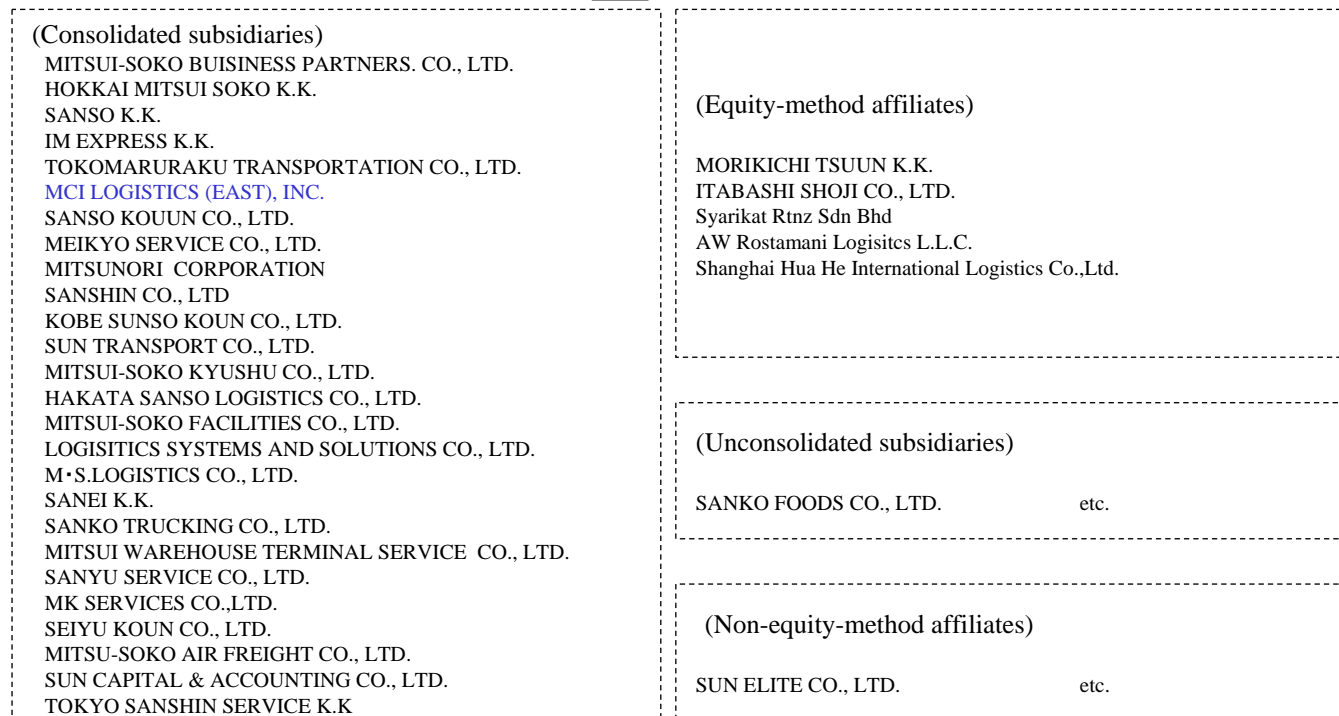 (Consolidated subsidiaries)
MITSUI-SOKO BUISINESS PARTNERS. CO., LTD.
HOKKAI MITSUI SOKO K.K.
SANSO K.K.
IM EXPRESS K.K.
TOKOMARURAKU TRANSPORTATION CO., LTD.
MCI LOGISTICS (EAST), INC.
SANSO KOUUN CO., LTD.
MEIKYO SERVICE CO., LTD.
MITSUNORI CORPORATION
SANSHIN CO., LTD
KOBE SUNSO KOUN CO., LTD.
SUN TRANSPORT CO., LTD.
MITSUI-SOKO KYUSHU CO., LTD.
HAKATA SANSO LOGISTICS CO., LTD.
MITSUI-SOKO FACILITIES CO., LTD.
LOGISITICS SYSTEMS AND SOLUTIONS CO., LTD.
M・S.LOGISTICS CO., LTD.
SANEI K.K.
SANKO TRUCKING CO., LTD.
MITSUI WAREHOUSE TERMINAL SERVICE CO., LTD.
SANYU SERVICE CO., LTD.
MK SERVICES CO.,LTD.
SEIYU KOUN CO., LTD.
MITSU-SOKO AIR FREIGHT CO., LTD.
SUN CAPITAL & ACCOUNTING CO., LTD.
TOKYO SANSHIN SERVICE K.K
(Equity-method affiliates)
MORIKICHI TSUUN K.K.
ITABASHI SHOJI CO., LTD.
Syarikat Rtnz Sdn Bhd
AW Rostamani Logisitcs L.L.C.
Shanghai Hua He International Logistics Co.,Ltd.
(Unconsolidated subsidiaries)
SANKO FOODS CO., LTD. etc.
(Non-equity-method affiliates)
SUN ELITE CO., LTD. etc.